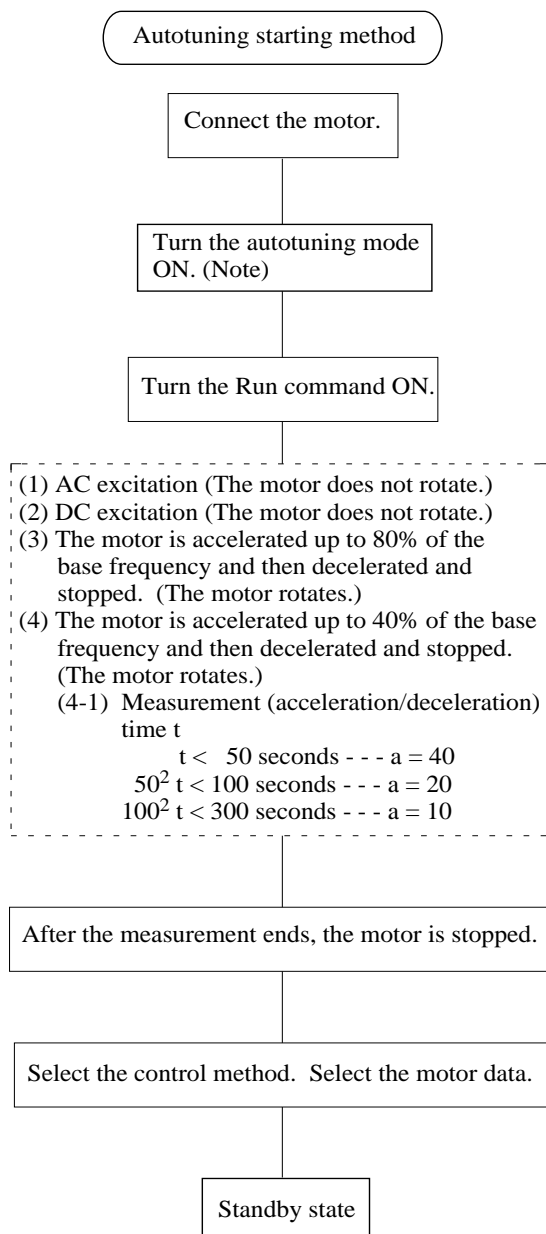 Autotuning starting method
Connect the motor.
Turn the autotuning mode
ON. (Note)
Turn the Run command ON.
(1) AC excitation (The motor does not rotate.)
(2) DC excitation (The motor does not rotate.)
(3) The motor is accelerated up to 80% of the
base frequency and then decelerated and
stopped.  (The motor rotates.)
(4) The motor is accelerated up to 40% of the base
frequency and then decelerated and stopped.
(The motor rotates.)
(4-1)  Measurement (acceleration/deceleration)
time t
t <   50 seconds - - - a = 40
50² t < 100 seconds - - - a = 20
100² t < 300 seconds - - - a = 10
After the measurement ends, the motor is stopped.
Select the control method.  Select the motor data.
Standby state